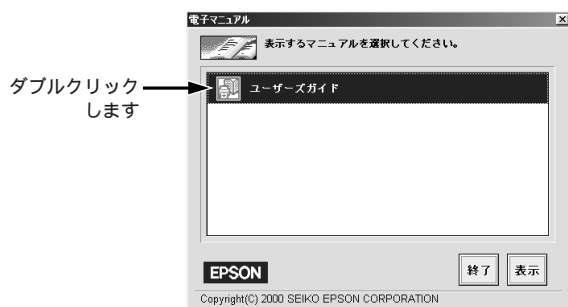 電子マニュアル
表示するマニュアルを選択してください。
ダブルクリック
します
ユーザーズガイド
EPSON
終了 表示
Copyright(C) 2000 SEIKO EPSON CORPORATION